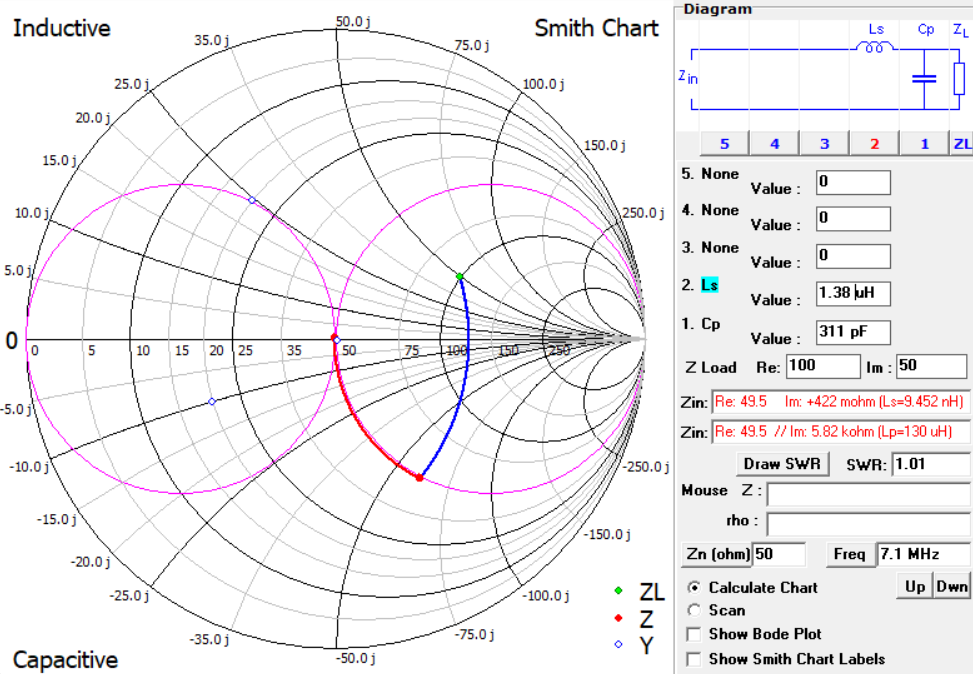 Inductive
Smith Chart
50.0 j
35.0 j
75.0 j
25.0 j
100.0 j
20.0 j
150.0 j
15.0 j
10.0 j
250.0 j
5.0 j
0
0 5 10 15 20 25 35 50 75 100 150 250
-5.0 j
-10.0 j
-250.0 j
-15.0 j
-150.0 j
-20.0 j
-25.0 j
-100.0 j
-35.0 j
-75.0 j
-50.0 j
ZL
Z
Y
Capacitive
Diagram
Ls Cp ZL
Zin
5 4 3 2 1 ZL
5. None Value : 0
4. None Value : 0
3. None Value : 0
2. Ls Value : 1.38 uH
1. Cp Value : 311 pF
Z Load Re: 100 Im : 50
Zin: Re: 49.5 Im: +422 mohm (Ls=9.452 nH)
Zin: Re: 49.5 // Im: 5.82 kohm (Lp=130 uH)
Draw SWR SWR: 1.01
Mouse Z :
rho :
Zn (ohm) 50 Freq 7.1 MHz
Calculate Chart Up Dwn
Scan
Show Bode Plot
Show Smith Chart Labels